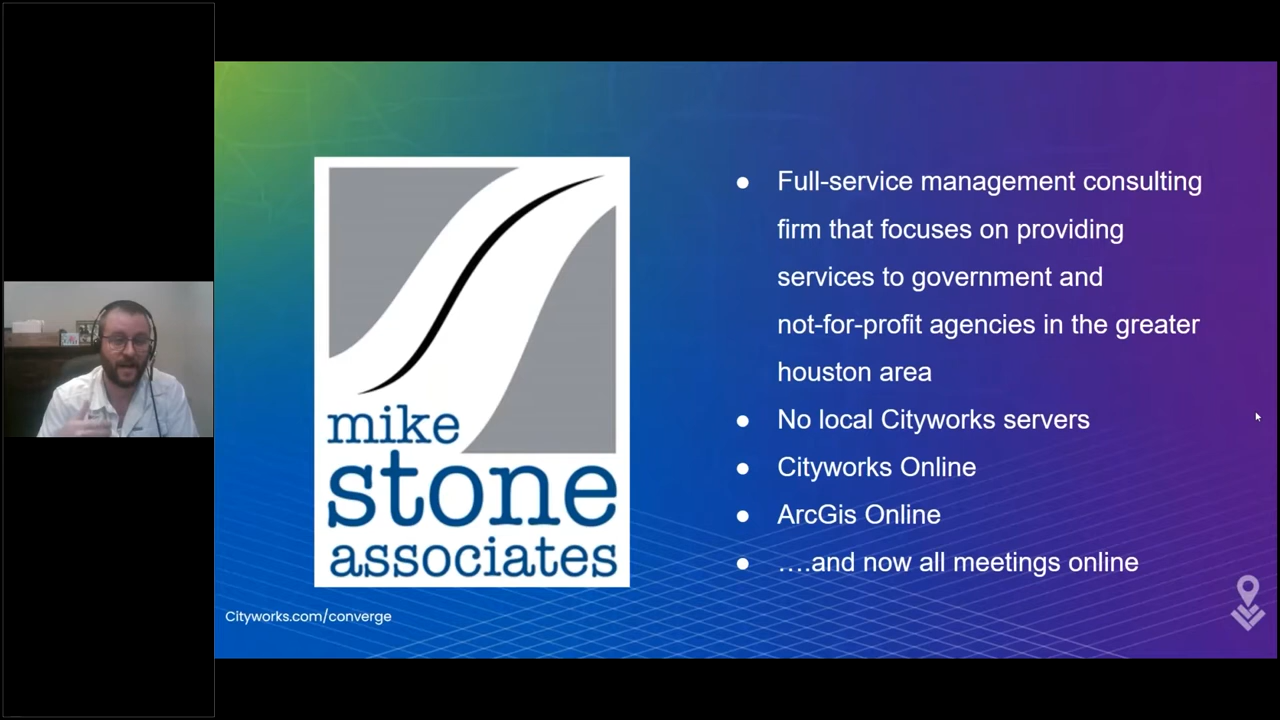 mike
stone
associates
● Full-service management consulting
firm that focuses on providing
services to government and
not-for-profit agencies in the greater
houston area
● No local Cityworks servers
● Cityworks Online
● ArcGis Online
● ….and now all meetings online
Cityworks.com/converge